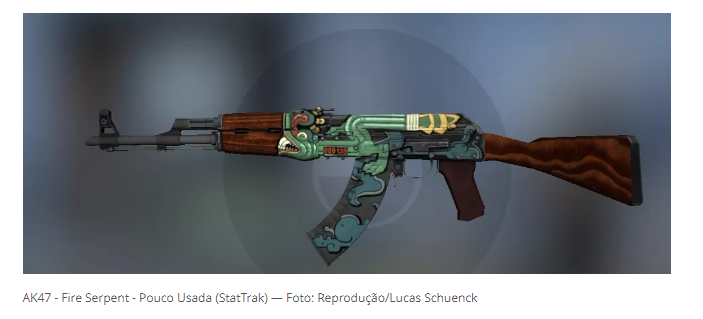 AK47 - Fire Serpent - Pouco Usada (StatTrak) — Foto: Reprodução/Lucas Schuenck